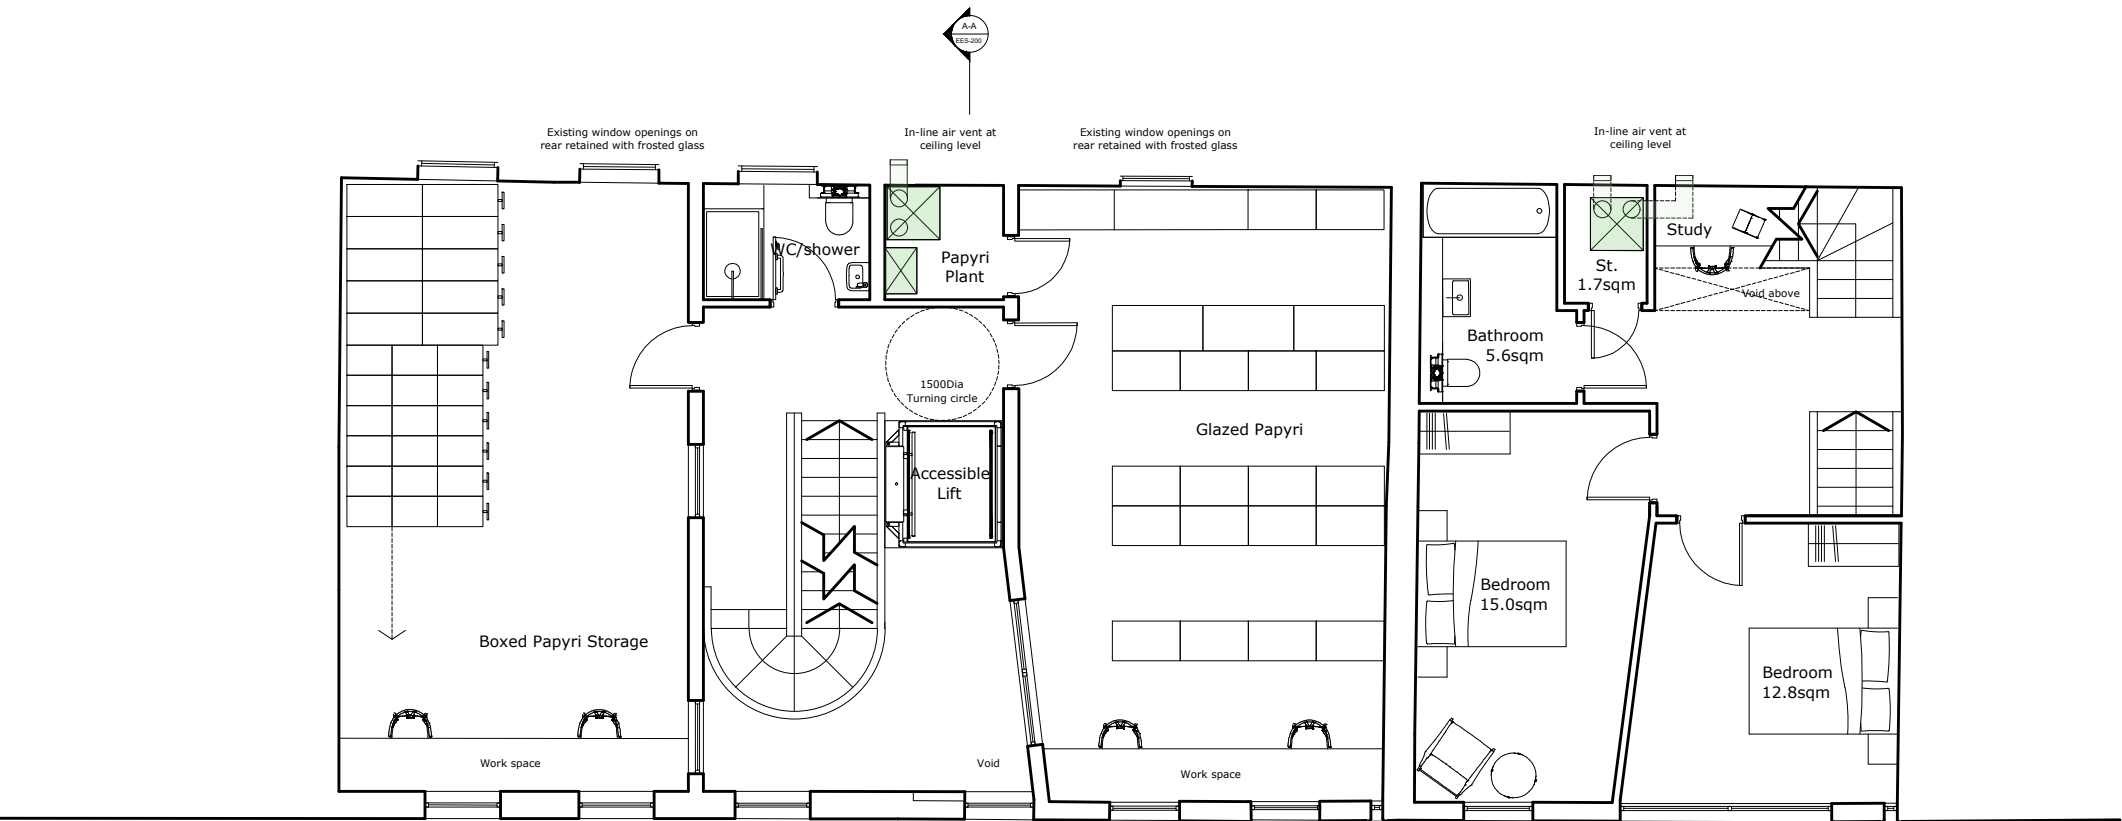 A-A
EES-200
Existing window openings on
rear retained with frosted glass
In-line air vent at
ceiling level
Existing window openings on
rear retained with frosted glass
In-line air vent at
ceiling level
WC/shower
Papyri
Plant
Study
St.
1.7sqm
Void above
Bathroom
5.6sqm
1500Dia
Turning circle
Glazed Papyri
Accessible
Lift
Bedroom
15.0sqm
Boxed Papyri Storage
Bedroom
12.8sqm
Work space
Void
Work space